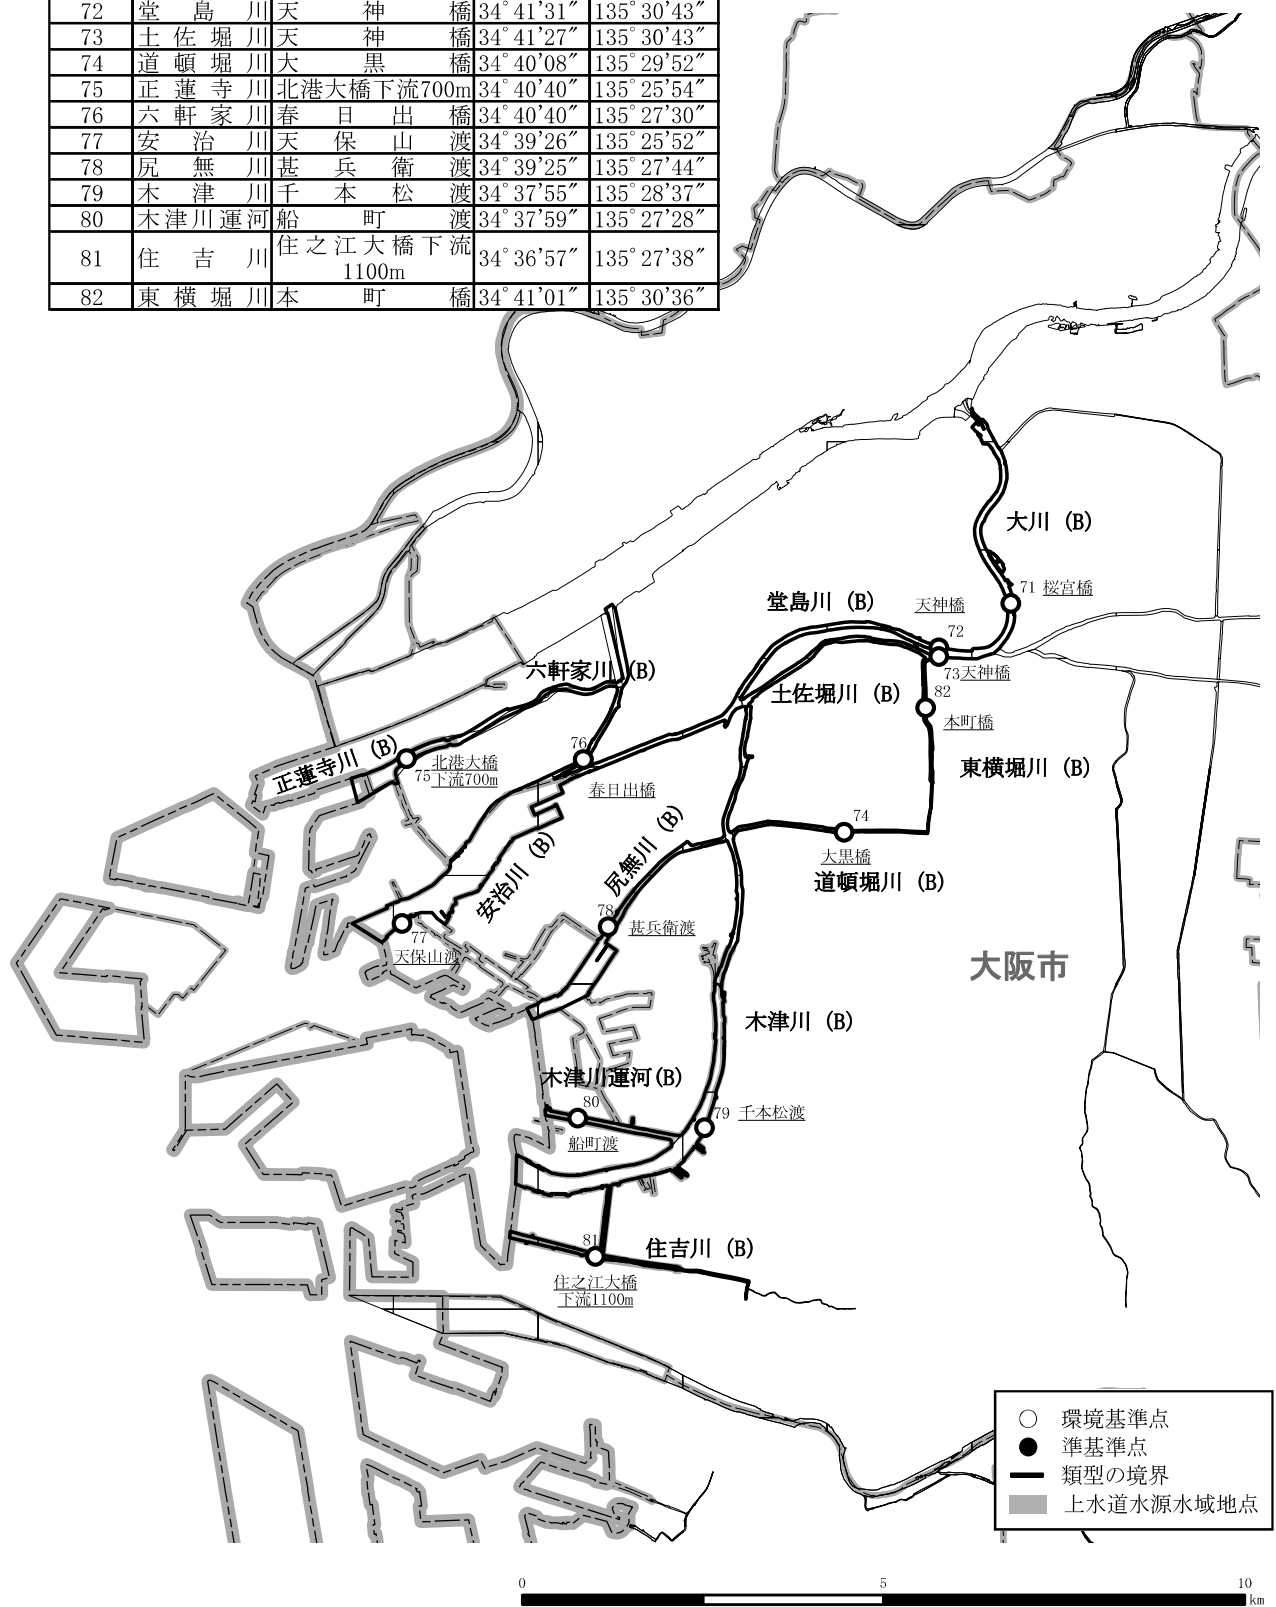 72 堂島川 天神橋 34°41′31″ 135°30′43″
73 土佐堀川 天神橋 34°41′27″ 135°30′43″
74 道頓堀川 大黒橋 34°40′08″ 135°29′52″
75 正蓮寺川 北港大橋下流700m 34°40′40″ 135°25′54″
76 六軒家川 春日出橋 34°40′40″ 135°27′30″
77 安治川 天保山渡 34°39′26″ 135°25′52″
78 尻無川 甚兵衛渡 34°39′25″ 135°27′44″
79 木津川 千本松渡 34°37′55″ 135°28′37″
80 木津川運河 船町渡 34°37′59″ 135°27′28″
81 住吉川 住之江大橋下流
1100m 34°36′57″ 135°27′38″
82 東横堀川 本町橋 34°41′01″ 135°30′36″
大川 (B)
71 桜宮橋
堂島川 (B)
天神橋
72
73天神橋
六軒家川 (B)
土佐堀川 (B)
82
本町橋
正蓮寺川 (B)
76
75 北港大橋
下流700m
東横堀川 (B)
春日出橋
74
大黒橋
尻無川 (B)
安治川 (B)
道頓堀川 (B)
78
甚兵衛渡
77
天保山渡
大阪市
木津川 (B)
木津川運河(B)
80
79 千本松渡
船町渡
81
住吉川 (B)
住之江大橋
下流1100m
○ 環境基準点
● 準基準点
類型の境界
上水道水源水域地点
0 5 10
km